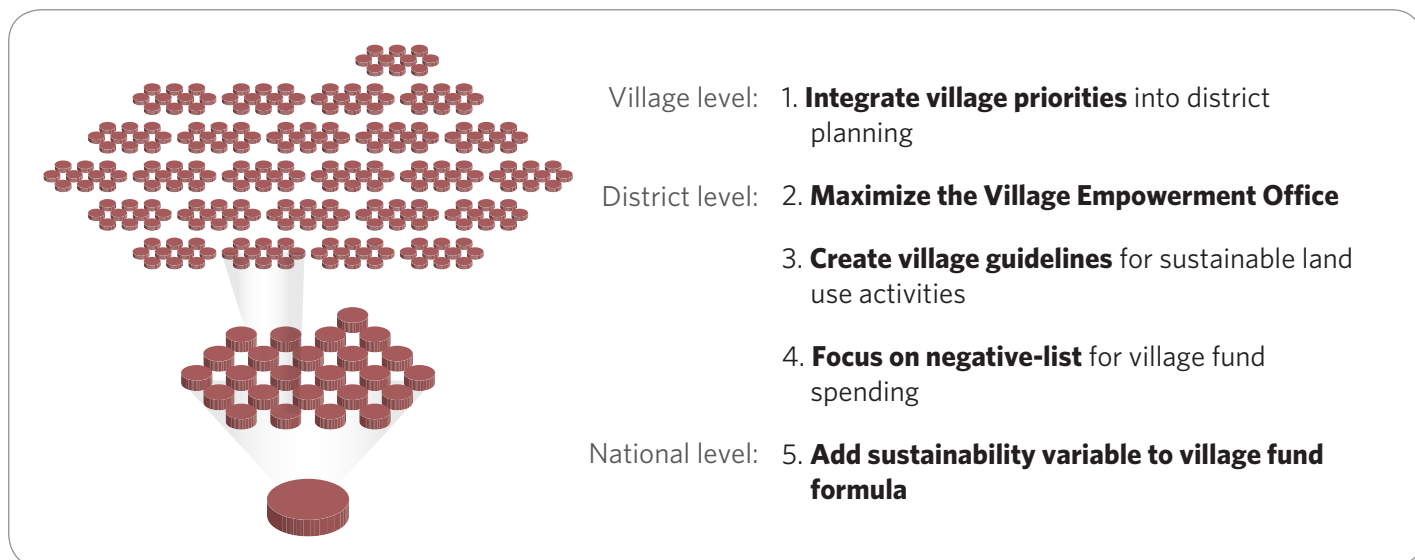 Village level: 1. Integrate village priorities into district
planning
District level: 2. Maximize the Village Empowerment Office
3. Create village guidelines for sustainable land
use activities
4. Focus on negative-list for village fund
spending
National level: 5. Add sustainability variable to village fund
formula